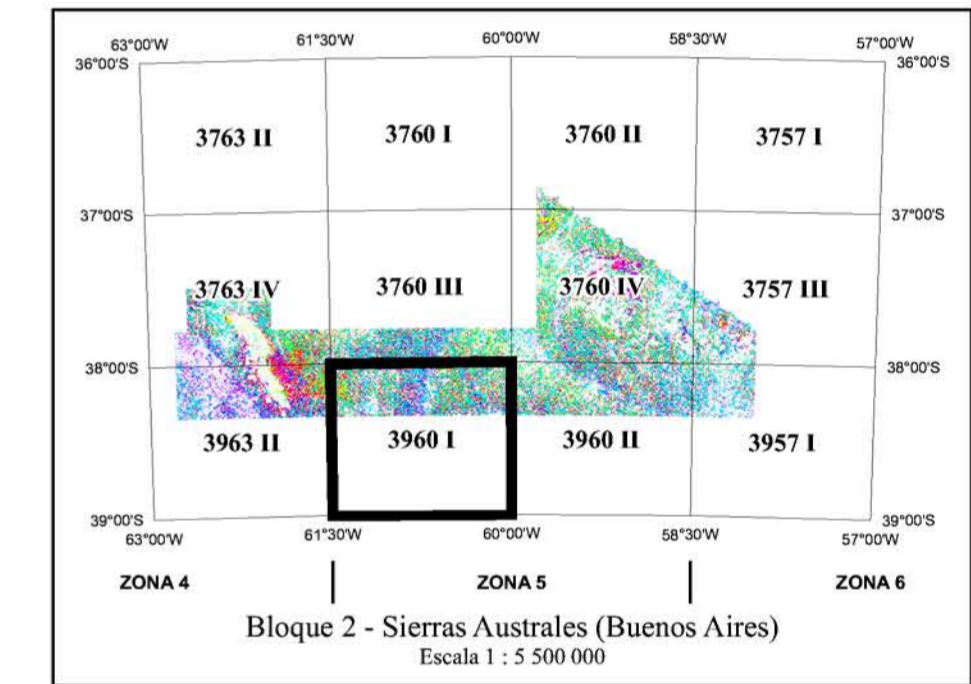 63°00'W 61°30'W 60°00'W 58°30'W 57°00'W
36°00'S 36°00'S
3763 II 3760 I 3760 II 3757 I
37°00'S 37°00'S
3763 IV 3760 III 3760 IV 3757 III
38°00'S 38°00'S
3963 II 3960 I 3960 II 3957 I
39°00'S 39°00'S
63°00'W 61°30'W 60°00'W 58°30'W 57°00'W
ZONA 4 ZONA 5 ZONA 6
Bloque 2 - Sierras Australes (Buenos Aires)
Escala 1 : 5 500 000